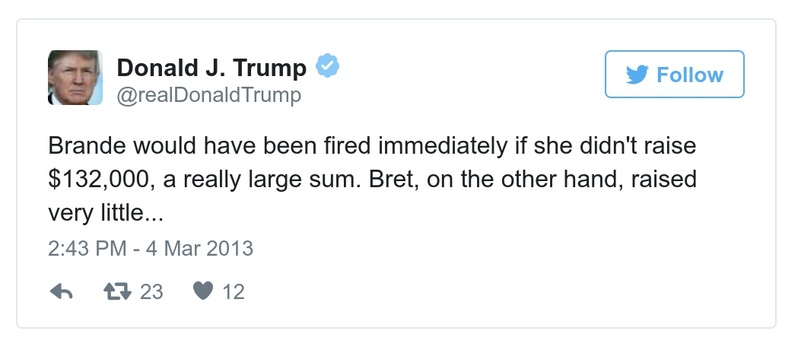 Donald J. Trump
@realDonaldTrump
Follow
Brande would have been fired immediately if she didn't raise
$132,000, a really large sum. Bret, on the other hand, raised
very little...
2:43 PM - 4 Mar 2013
23 12